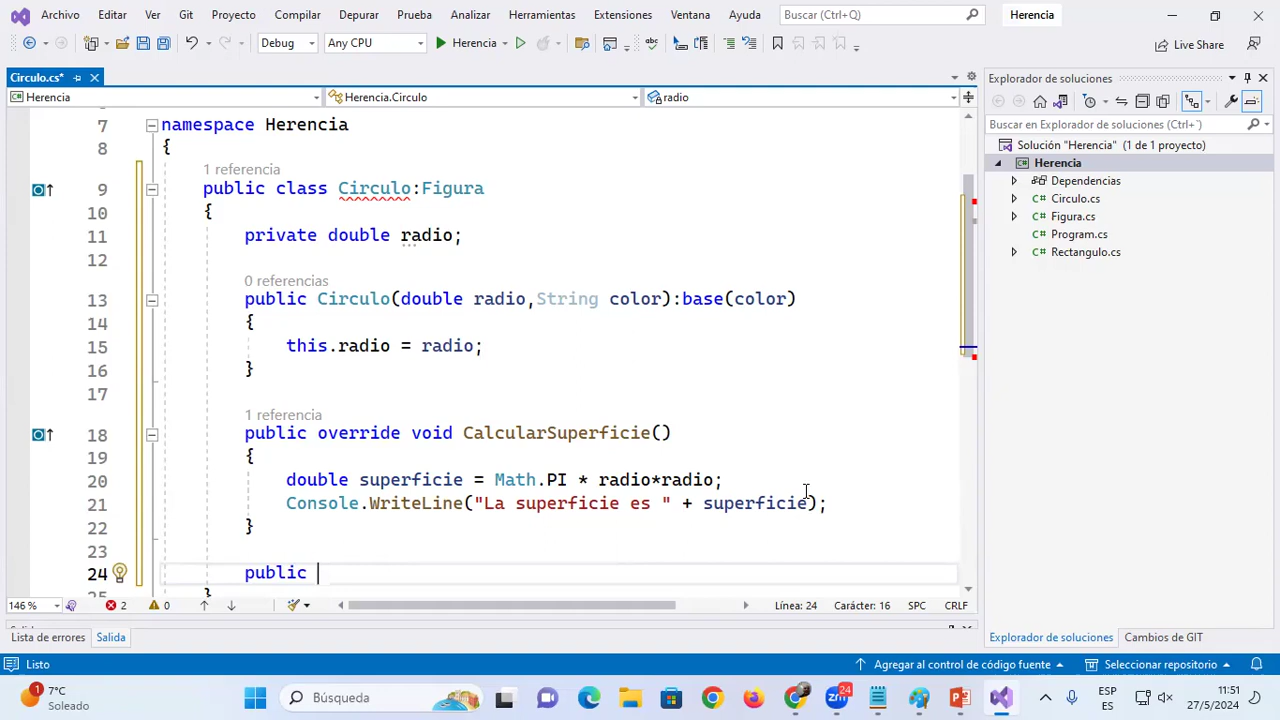 Archivo Editar Ver Git Proyecto Compilar Depurar Prueba Analizar Herramientas Extensiones Ventana Ayuda Buscar (Ctrl+Q) Herencia
Debug Any CPU Herencia Live Share
Circulo.cs*
Herencia Herencia.Circulo radio
7 namespace Herencia
8 {
1 referencia
9 public class Circulo:Figura
10 {
11 private double radio;
12
0 referencias
13 public Circulo(double radio,String color):base(color)
14 {
15 this.radio = radio;
16 }
17
1 referencia
18 public override void CalcularSuperficie()
19 {
20 double superficie = Math.PI * radio*radio;
21 Console.WriteLine("La superficie es " + superficie);
22 }
23
24 public
25 }
146 % 2 0 Línea: 24 Carácter: 16 SPC CRLF
Lista de errores Salida
Explorador de soluciones
Buscar en Explorador de soluciones (Ctrl+´)
Solución "Herencia" (1 de 1 proyecto)
Herencia
Dependencias
C# Circulo.cs
C# Figura.cs
C# Program.cs
C# Rectangulo.cs
Explorador de soluciones Cambios de GIT
Listo Agregar al control de código fuente Seleccionar repositorio
1 7°C
Soleado
Búsqueda
24
ESP
ES
11:51
27/5/2024